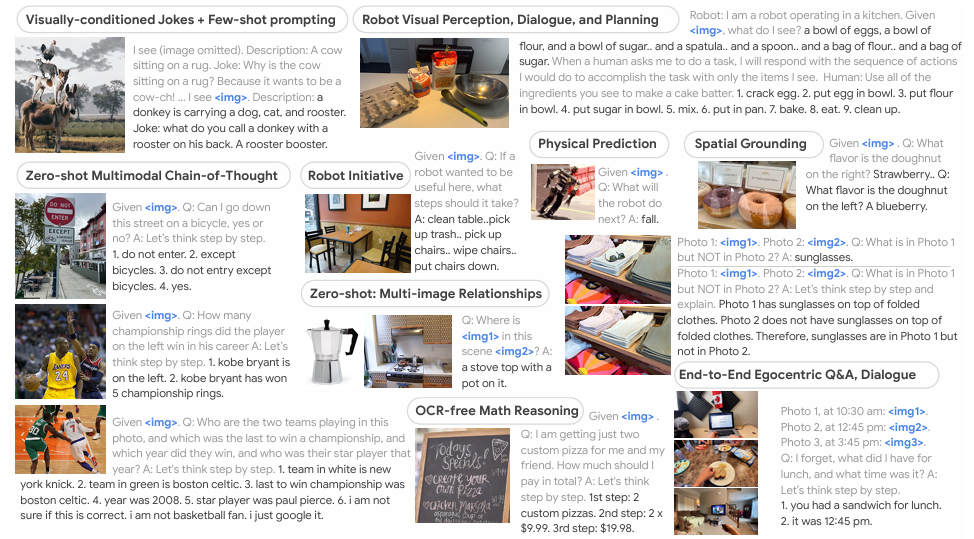 Visually-conditioned Jokes + Few-shot prompting
I see (image omitted). Description: A cow
sitting on a rug. Joke: Why is the cow
sitting on a rug? Because it wants to be a
cow-ch! ... I see <img>. Description: a
donkey is carrying a dog, cat, and rooster.
Joke: what do you call a donkey with a
rooster on his back. A rooster booster.
Robot Visual Perception, Dialogue, and Planning
Robot: I am a robot operating in a kitchen. Given
<img>, what do I see? a bowl of eggs, a bowl of
flour, and a bowl of sugar.. and a spatula.. and a spoon.. and a bag of flour.. and a bag of
sugar. When a human asks me to do a task, I will respond with the sequence of actions
I would do to accomplish the task with only the items I see. Human: Use all of the
ingredients you see to make a cake batter. 1. crack egg. 2. put egg in bowl. 3. put flour
in bowl. 4. put sugar in bowl. 5. mix. 6. put in pan. 7. bake. 8. eat. 9. clean up.
Zero-shot Multimodal Chain-of-Thought
DO NOT
ENTER
EXCEPT
Given <img>. Q: Can I go down
this street on a bicycle, yes or
no? A: Let's think step by step.
1. do not enter. 2. except
bicycles. 3. do not entry except
bicycles. 4. yes.
24
Given <img>. Q: How many
championship rings did the player
on the left win in his career A: Let's
think step by step. 1. kobe bryant is
on the left. 2. kobe bryant has won
5 championship rings.
Given <img>. Q: Who are the two teams playing in this
photo, and which was the last to win a championship, and
which year did they win, and who was their star player that
year? A: Let's think step by step. 1. team in white is new
york knick. 2. team in green is boston celtic. 3. last to win championship was
boston celtic. 4. year was 2008. 5. star player was paul pierce. 6. i am not
sure if this is correct. i am not basketball fan. i just google it.
Robot Initiative
Given <img>. Q: If a
robot wanted to be
useful here, what
steps should it take?
A: clean table..pick
up trash.. pick up
chairs.. wipe chairs..
put chairs down.
Zero-shot: Multi-image Relationships
Q: Where is
<img1> in this
scene <img2>? A:
a stove top with a
pot on it.
OCR-free Math Reasoning
Today's
Specials
CREATE YOUR
OWN PIZZA
CHICKEN MARSALA
Given <img> .
Q: I am getting just two
custom pizza for me and my
friend. How much should I
pay in total? A: Let's think
step by step. 1st step: 2
custom pizzas. 2nd step: 2 x
$9.99. 3rd step: $19.98.
Physical Prediction
Given <img> .
Q: What will
the robot do
next? A: fall.
Spatial Grounding
Given <img> . Q: What
flavor is the doughnut
on the right? Strawberry.. Q:
What flavor is the doughnut
on the left? A blueberry.
Photo 1: <img1>. Photo 2: <img2>. Q: What is in Photo 1
but NOT in Photo 2? A: sunglasses.
Photo 1: <img1>. Photo 2: <img2>. Q: What is in Photo 1
but NOT in Photo 2? A: Let's think step by step and
explain. Photo 1 has sunglasses on top of folded
clothes. Photo 2 does not have sunglasses on top of
folded clothes. Therefore, sunglasses are in Photo 1 but
not in Photo 2.
End-to-End Egocentric Q&A, Dialogue
Photo 1, at 10:30 am: <img1>.
Photo 2, at 12:45 pm: <img2>.
Photo 3, at 3:45 pm: <img3>.
Q: I forget, what did I have for
lunch, and what time was it? A:
Let's think step by step.
1. you had a sandwich for lunch.
2. it was 12:45 pm.